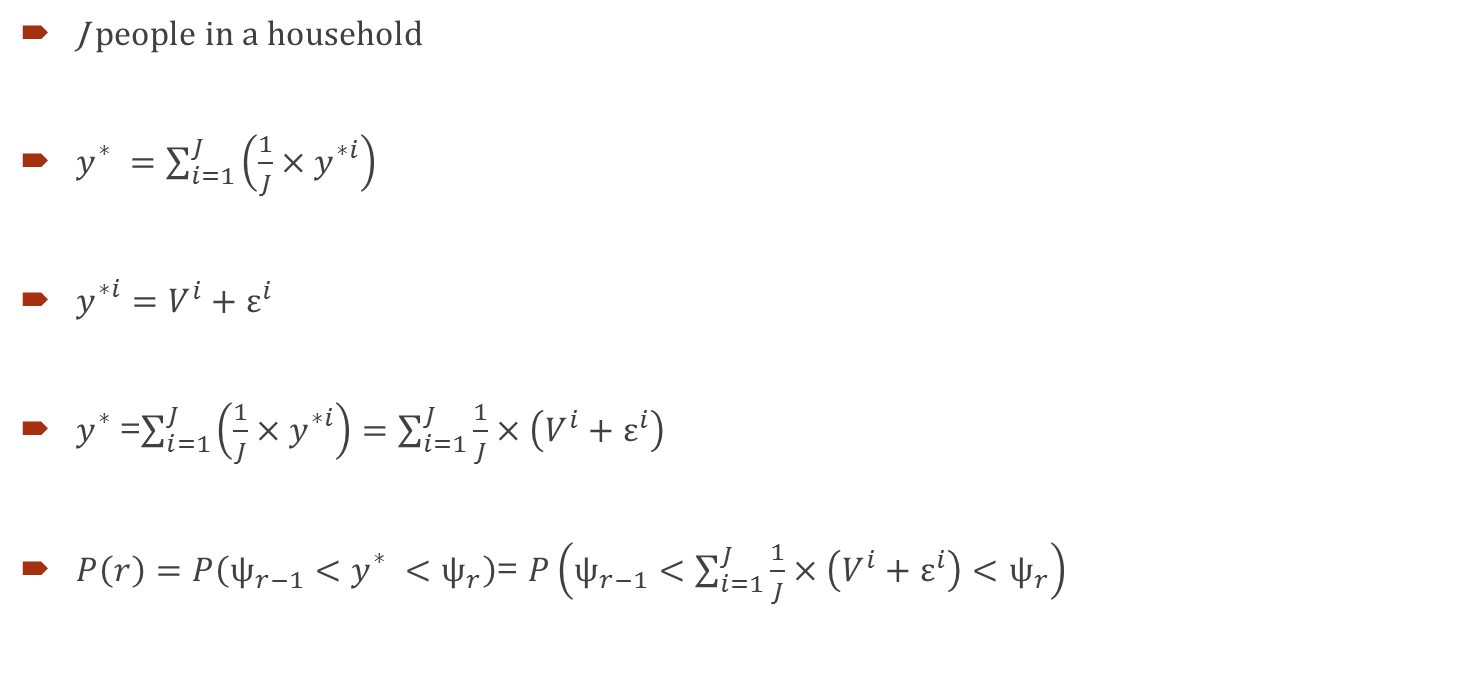 J people in a household
y* = ∑_{i=1}^{J} (1/J × y^{*i})
y^{*i} = V^i + ε^i
y* =∑_{i=1}^{J} (1/J × y^{*i}) = ∑_{i=1}^{J} 1/J × (V^i + ε^i)
P(r) = P(ψ_{r−1} < y* < ψ_r)= P (ψ_{r−1} < ∑_{i=1}^{J} 1/J × (V^i + ε^i) < ψ_r)